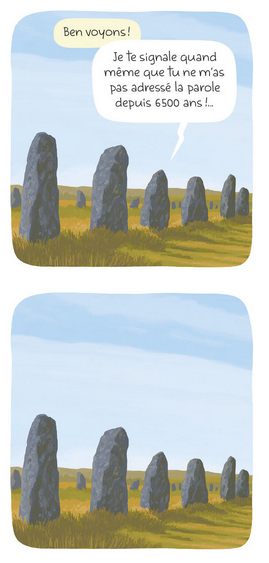 Ben voyons !
Je te signale quand
même que tu ne m'as
pas adressé la parole
depuis 6500 ans !...